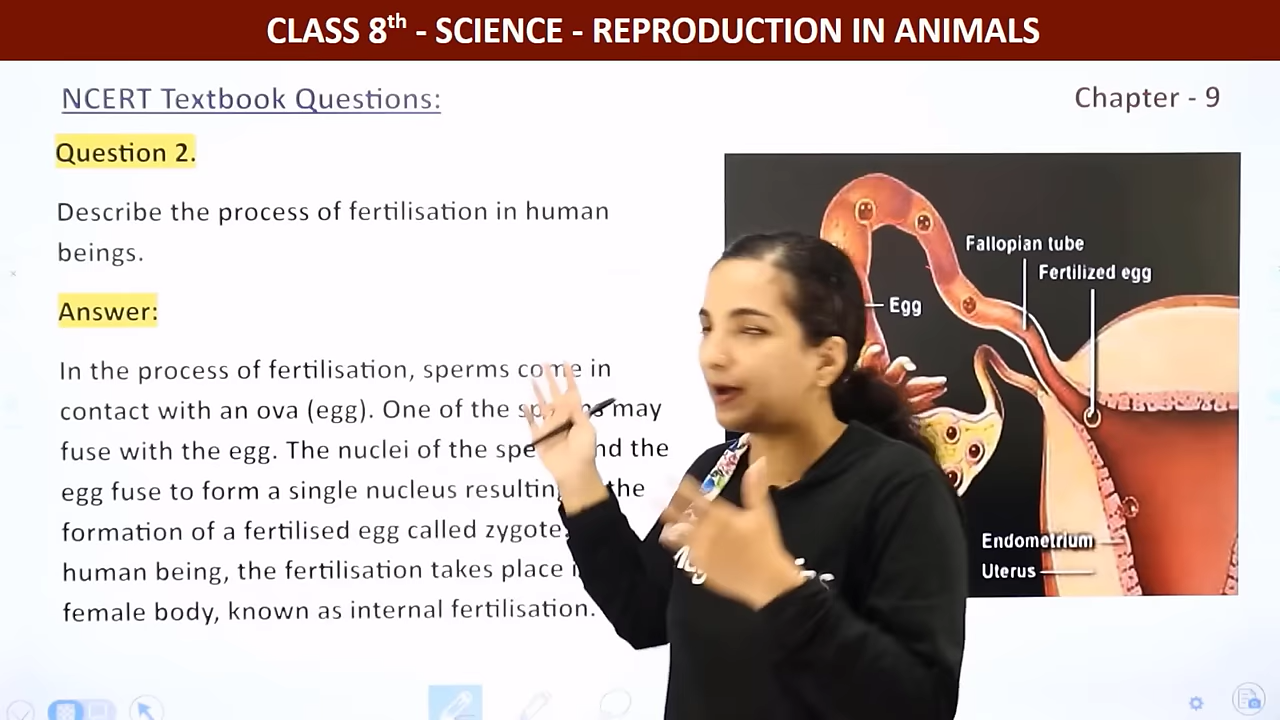 CLASS 8th - SCIENCE - REPRODUCTION IN ANIMALS
NCERT Textbook Questions:
Chapter - 9
Question 2.
Describe the process of fertilisation in human
beings.
Answer:
In the process of fertilisation, sperms come in
contact with an ova (egg). One of the may
fuse with the egg. The nuclei of the the
egg fuse to form a single nucleus resulting the
formation of a fertilised egg called zygote.
human being, the fertilisation takes place
female body, known as internal fertilisation.
Fallopian tube
Fertilized egg
Egg
Endometrium
Uterus